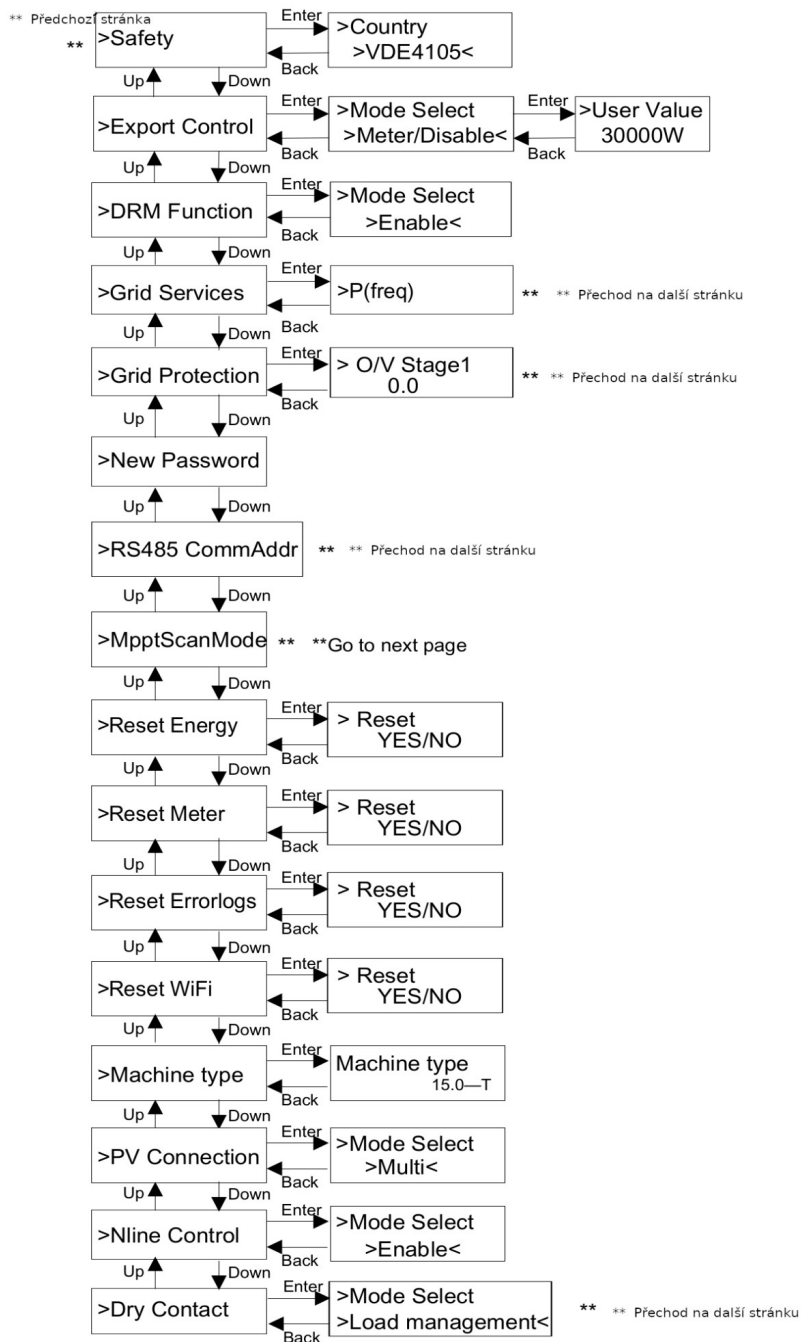 ** Předchozí stránka
**
>Safety
Enter
Back
>Country
>VDE4105<
Up
Down
>Export Control
Enter
Back
>Mode Select
>Meter/Disable<
Enter
Back
>User Value
30000W
Up
Down
>DRM Function
Enter
Back
>Mode Select
>Enable<
Up
Down
>Grid Services
Enter
Back
>P(freq)
** ** Přechod na další stránku
Up
Down
>Grid Protection
Enter
Back
> O/V Stage1
0.0
** ** Přechod na další stránku
Up
Down
>New Password
Up
Down
>RS485 CommAddr
** ** Přechod na další stránku
Up
Down
>MpptScanMode
** **Go to next page
Up
Down
>Reset Energy
Enter
Back
> Reset
YES/NO
Up
Down
>Reset Meter
Enter
Back
> Reset
YES/NO
Up
Down
>Reset Errorlogs
Enter
Back
> Reset
YES/NO
Up
Down
>Reset WiFi
Enter
Back
> Reset
YES/NO
Up
Down
>Machine type
Enter
Back
Machine type
15.0—T
Up
Down
>PV Connection
Enter
Back
>Mode Select
>Multi<
Up
Down
>Nline Control
Enter
Back
>Mode Select
>Enable<
Up
Down
>Dry Contact
Enter
Back
>Mode Select
>Load management<
** ** Přechod na další stránku